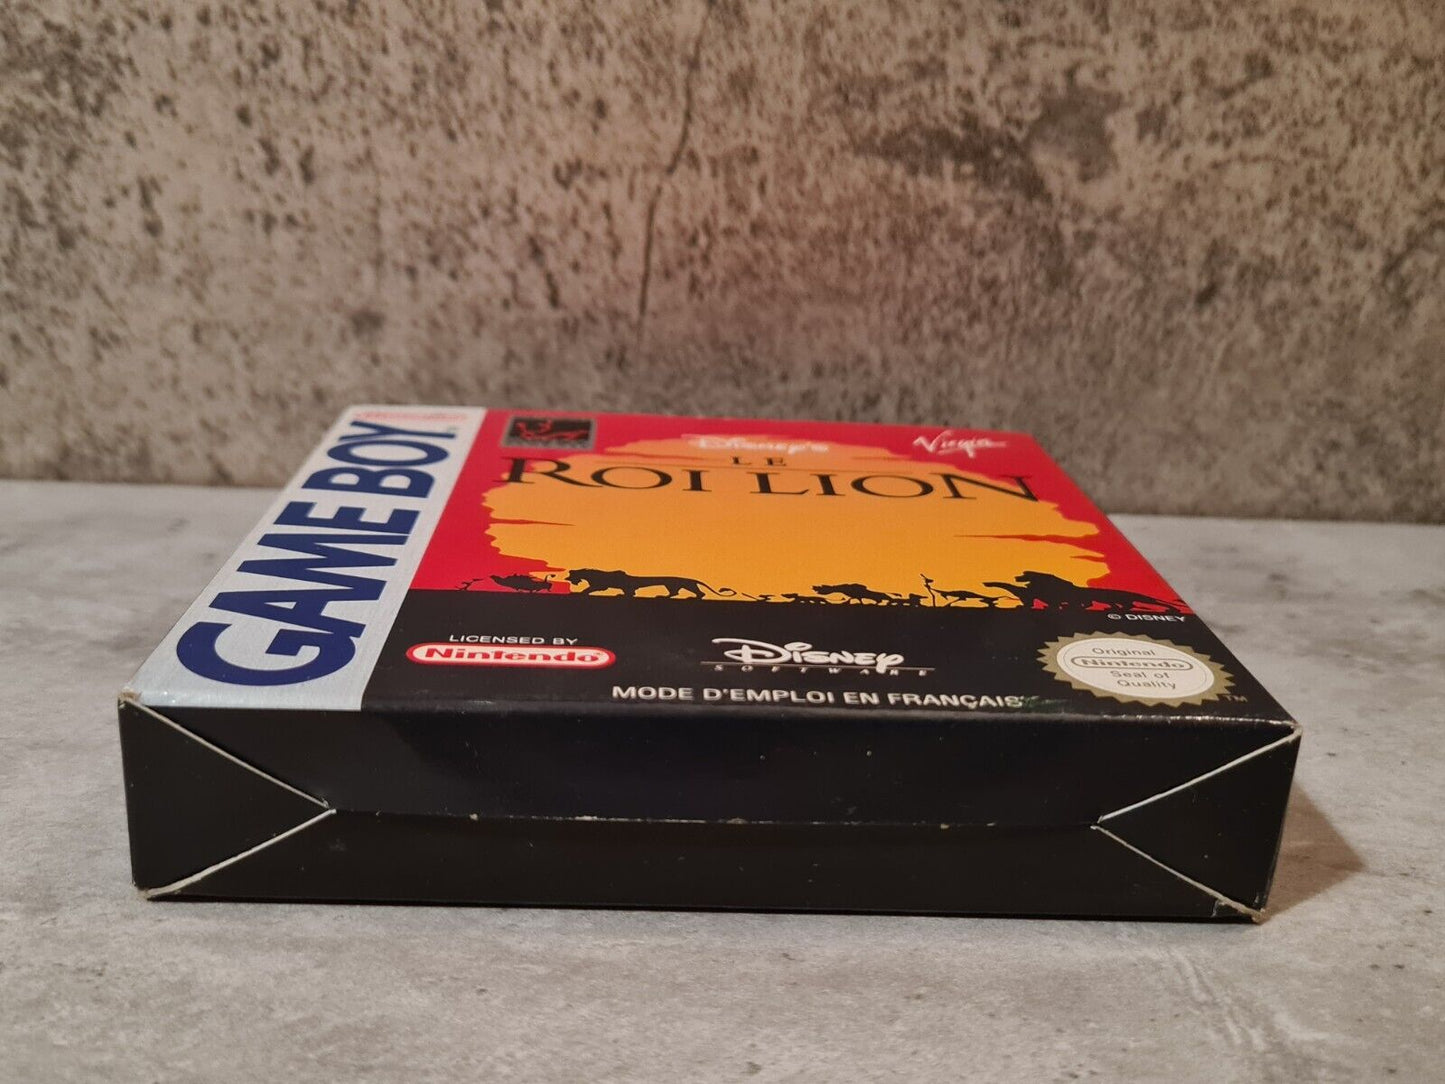 GAME BOY
Disney's
LE
ROI LION
Virgin
© DISNEY
LICENSED BY
Nintendo
Disney
SOFTWARE
MODE D'EMPLOI EN FRANÇAIS
Original
Nintendo
Seal of
Quality
TM